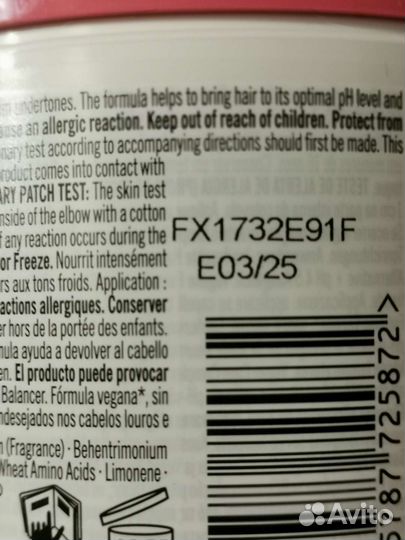 undertones. The formula helps to bring hair to its optimal pH level and
an allergic reaction. Keep out of reach of children. Protect from
test according to accompanying directions should first be made. This
product comes into contact with
PATCH TEST: The skin test
inside of the elbow with a cotton
any reaction occurs during the
or Freeze. Nourrit intensément
aux tons froids. Application :
réactions allergiques. Conserver
hors de la portée des enfants.
ayuda a devolver al cabello
El producto puede provocar
Balancer. Fórmula vegana*, sin
indesejados nos cabelos louros e
(Fragrance) · Behentrimonium
Wheat Amino Acids · Limonene ·
FX1732E91F
E03/25
725872>
Avito